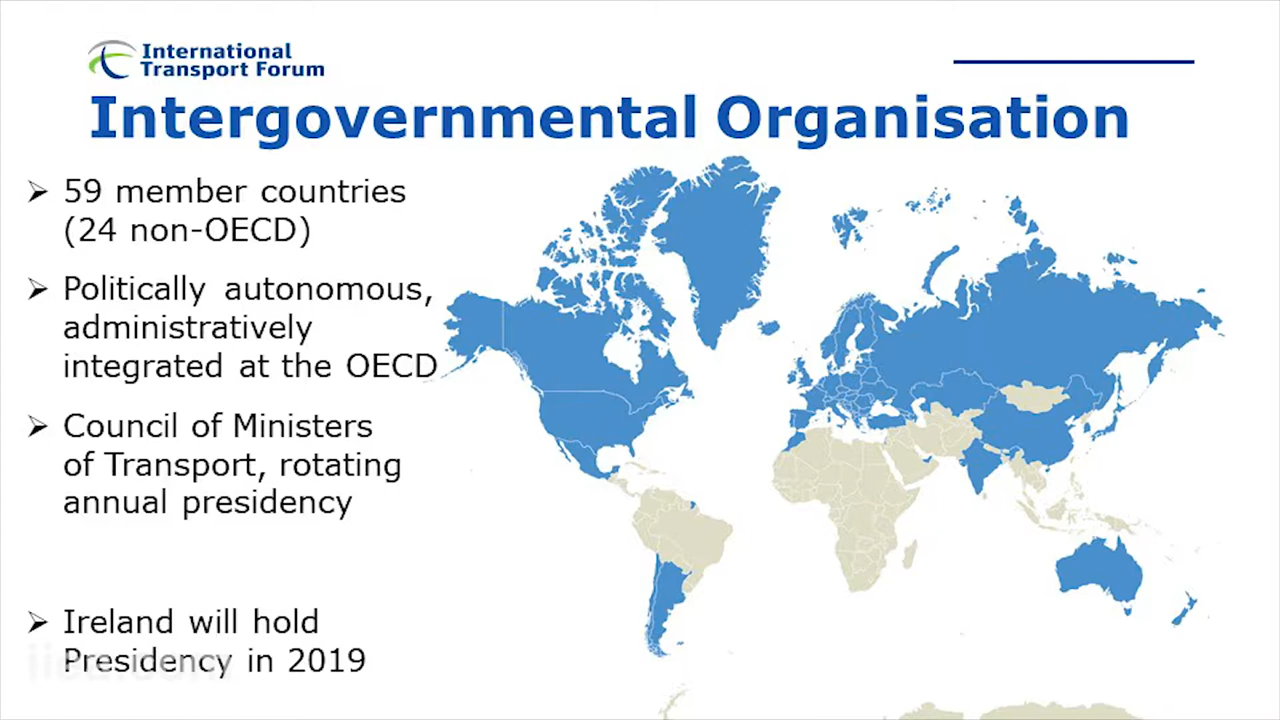 International
Transport Forum
Intergovernmental Organisation
59 member countries
(24 non-OECD)
Politically autonomous,
administratively
integrated at the OECD
Council of Ministers
of Transport, rotating
annual presidency
Ireland will hold
Presidency in 2019